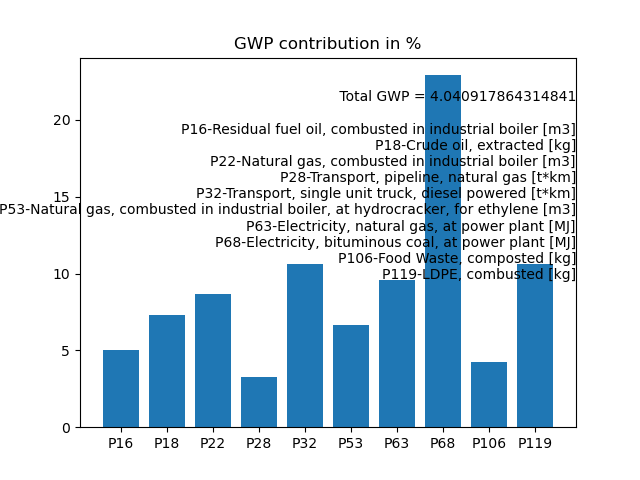 GWP contribution in %
Total GWP = 4.040917864314841
20
P16-Residual fuel oil, combusted in industrial boiler [m3]
P18-Crude oil, extracted [kg]
P22-Natural gas, combusted in industrial boiler [m3]
P28-Transport, pipeline, natural gas [t*km]
P32-Transport, single unit truck, diesel powered [t*km]
15
P53-Natural gas, combusted in industrial boiler, at hydrocracker, for ethylene [m3]
P63-Electricity, natural gas, at power plant [MJ]
P68-Electricity, bituminous coal, at power plant [MJ]
P106-Food Waste, composted [kg]
10
P119-LDPE, combusted [kg]
5
0
P16 P18 P22 P28 P32 P53 P63 P68 P106 P119